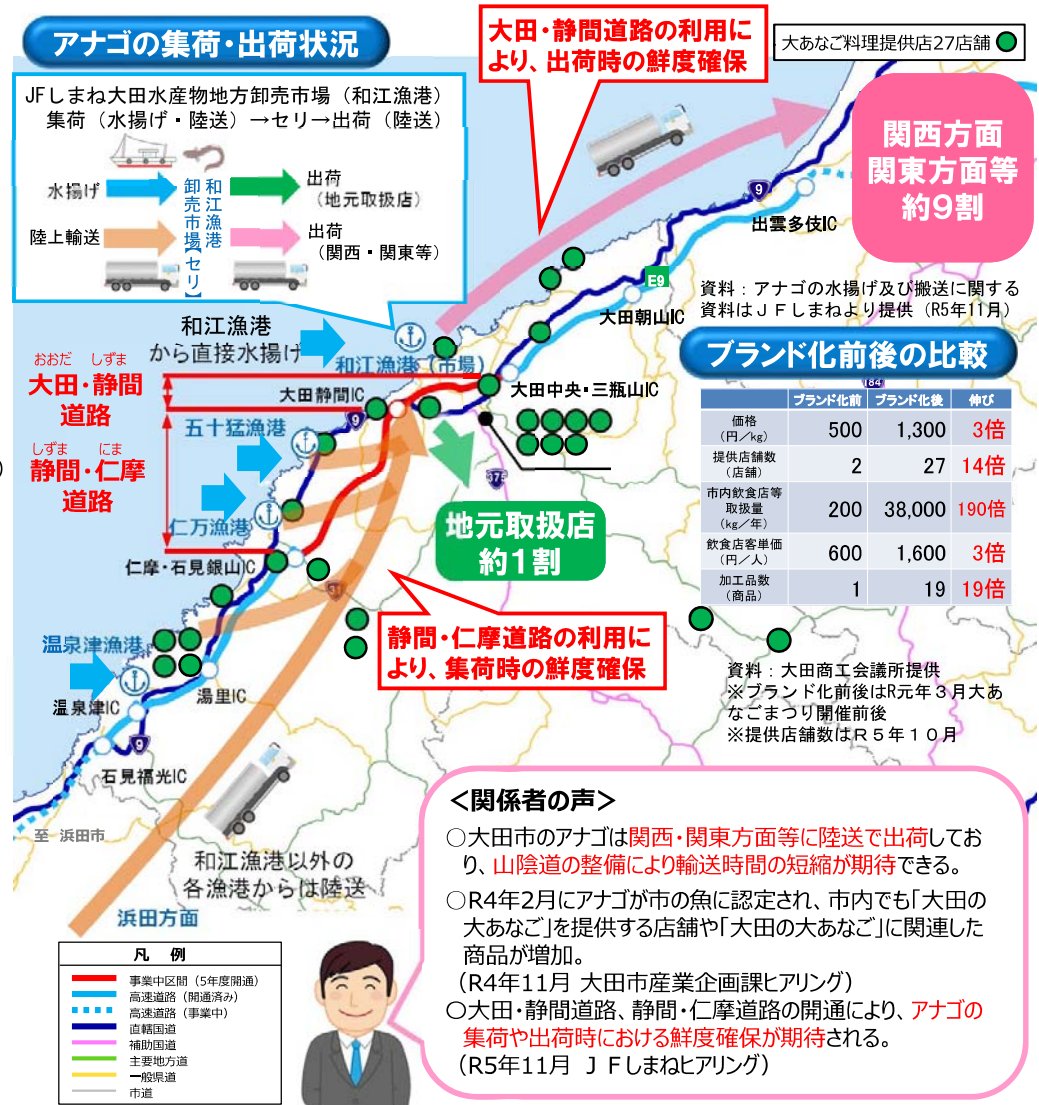 アナゴの集荷・出荷状況
JFしまね大田水産物地方卸売市場（和江漁港）
集荷（水揚げ・陸送）→セリ→出荷（陸送）
水揚げ
陸上輸送
和江漁港
卸売市場【セリ】
出荷
（地元取扱店）
出荷
（関西・関東等）
大田・静間道路の利用に
より、出荷時の鮮度確保
大あなご料理提供店27店舗
関西方面
関東方面等
約9割
9
出雲多伎IC
E9
大田朝山IC
資料：アナゴの水揚げ及び搬送に関する
資料はＪＦしまねより提供（R5年11月）
和江漁港
から直接水揚げ
和江漁港（市場）
おおだ しずま
大田・静間
道路
大田静間IC
大田中央・三瓶山IC
しずま にま
静間・仁摩
道路
）
9
五十猛漁港
仁万漁港
仁摩・石見銀山IC
375
31
地元取扱店
約1割
静間・仁摩道路の利用に
より、集荷時の鮮度確保
温泉津漁港
湯里IC
温泉津IC
9
石見福光IC
至 浜田市
和江漁港以外の
各漁港からは陸送
浜田方面
ブランド化前後の比較
184
ブランド化前 ブランド化後 伸び
価格
（円／kg） 500 1,300 3倍
提供店舗数
（店舗） 2 27 14倍
市内飲食店等
取扱量
（kg／年） 200 38,000 190倍
飲食店客単価
（円／人） 600 1,600 3倍
加工品数
（商品） 1 19 19倍
資料：大田商工会議所提供
※ブランド化前後はR元年３月大あ
なごまつり開催前後
※提供店舗数はＲ５年１０月
＜関係者の声＞
○大田市のアナゴは関西・関東方面等に陸送で出荷してお
り、山陰道の整備により輸送時間の短縮が期待できる。
○R4年2月にアナゴが市の魚に認定され、市内でも「大田の
大あなご」を提供する店舗や「大田の大あなご」に関連した
商品が増加。
（R4年11月 大田市産業企画課ヒアリング）
○大田・静間道路、静間・仁摩道路の開通により、アナゴの
集荷や出荷時における鮮度確保が期待される。
（R5年11月 ＪＦしまねヒアリング）
凡 例
事業中区間（5年度開通）
高速道路（開通済み）
高速道路（事業中）
直轄国道
補助国道
主要地方道
一般県道
市道